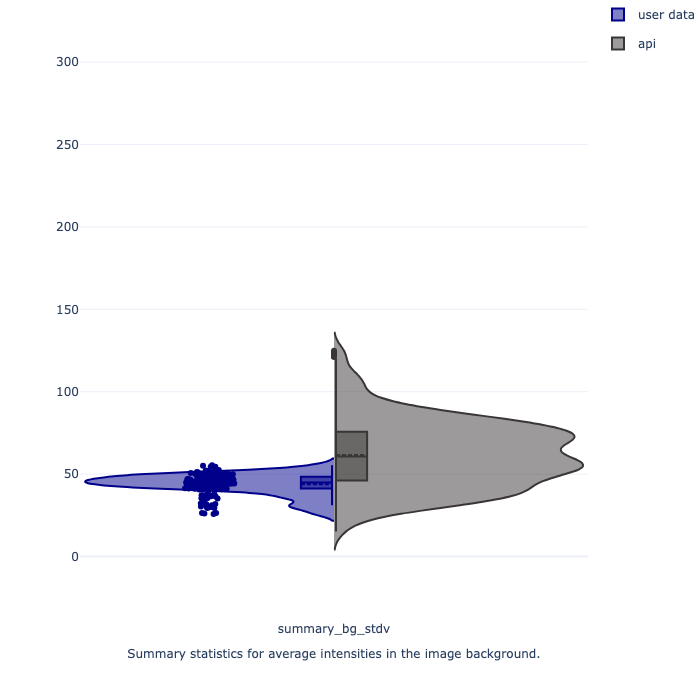 user data
api
300
250
200
150
100
50
0
summary_bg_stdv
Summary statistics for average intensities in the image background.